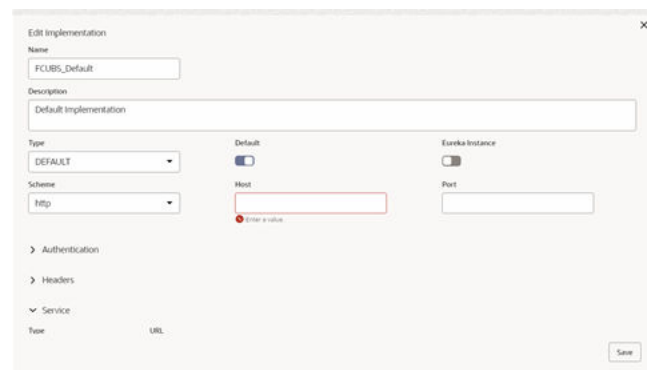 Edit Implementation
Name
FCUBS_Default
Description
Default Implementation
Type
Default
Eureka Instance
DEFAULT
Scheme
Host
Port
http
Enter a value.
Authentication
Headers
Service
Type URL
Save